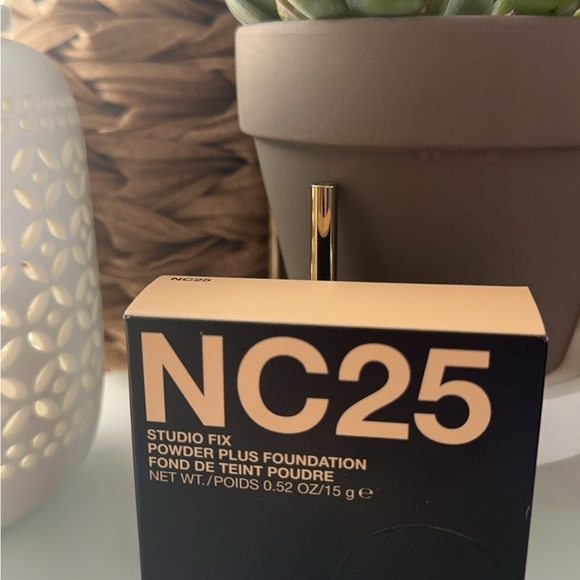 NC25
NC25
STUDIO FIX
POWDER PLUS FOUNDATION
FOND DE TEINT POUDRE
NET WT./POIDS 0.52 OZ/15 g ℮